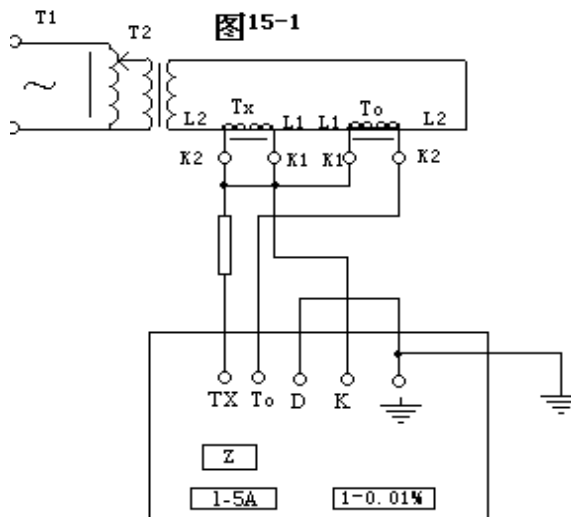 T1
T2
图15-1
~
L2
Tx
L1
L1
To
L2
K2
K1
K1
K2
TX
To
D
K
Z
1-5A
1-0.01%